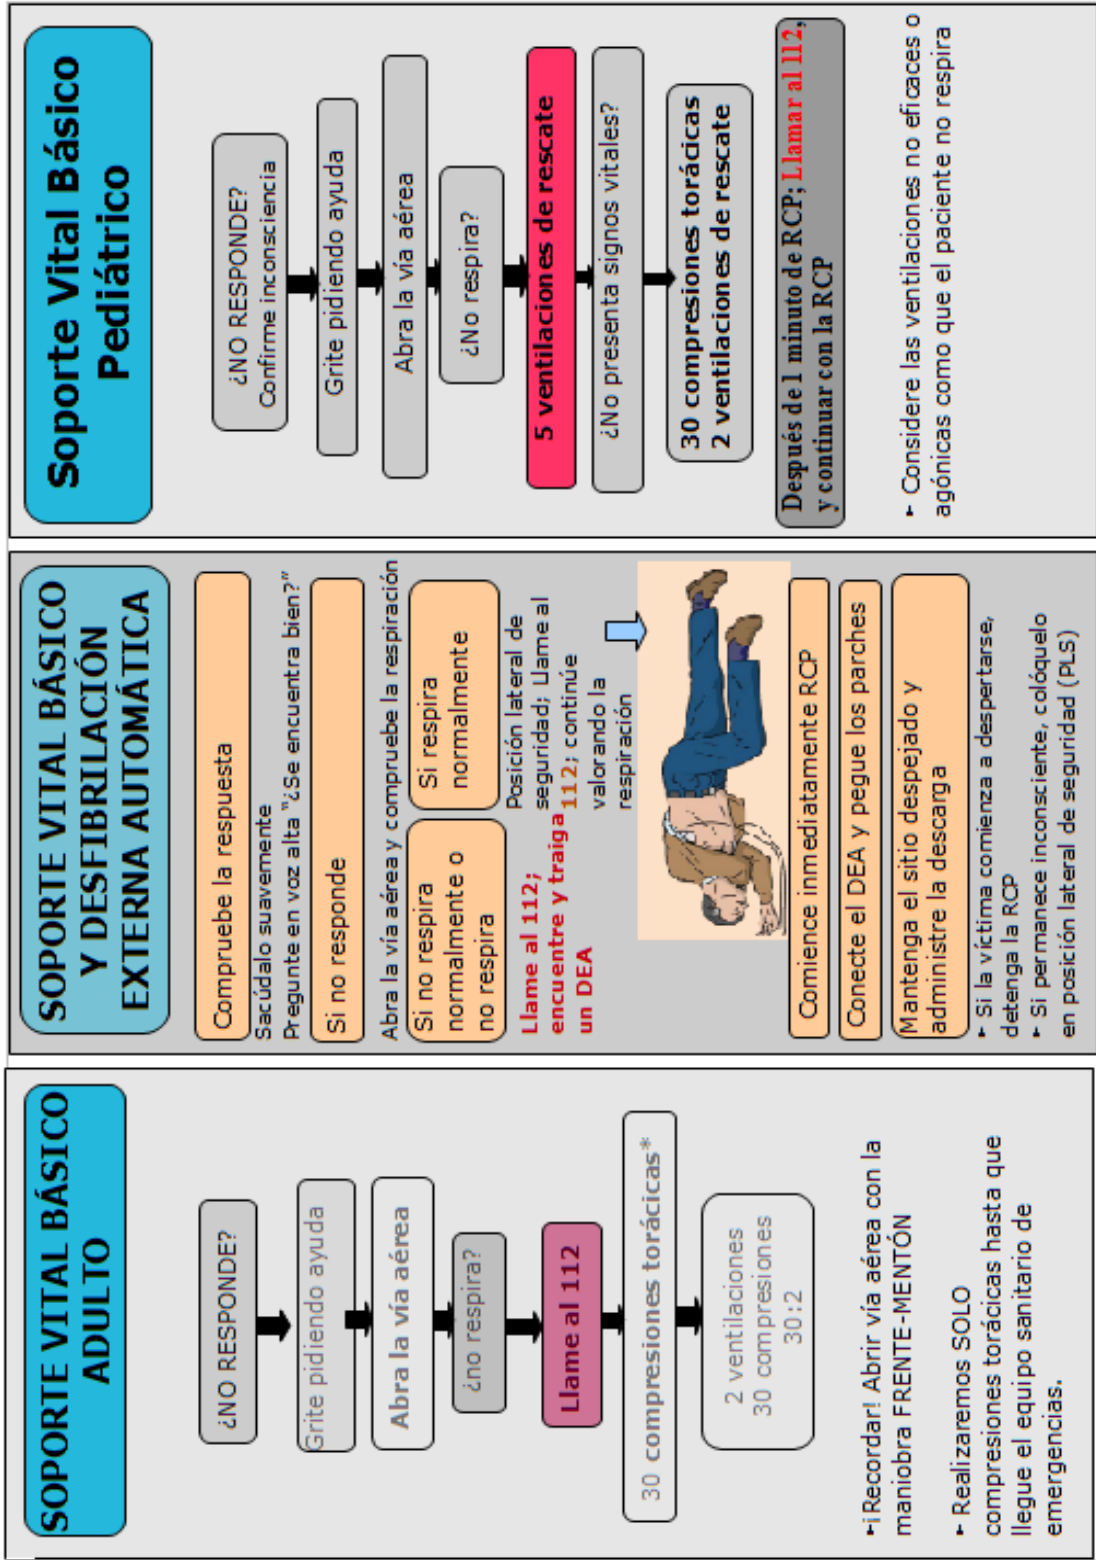 SOPORTE VITAL BÁSICO
ADULTO
¿NO RESPONDE?
Grite pidiendo ayuda
Abra la vía aérea
¿no respira?
Llame al 112
30 compresiones torácicas*
2 ventilaciones
30 compresiones
30:2
➛¡Recordar! Abrir vía aérea con la
maniobra FRENTE-MENTÓN
➛ Realizaremos SOLO
compresiones torácicas hasta que
llegue el equipo sanitario de
emergencias.
SOPORTE VITAL BÁSICO
Y DESFIBRILACIÓN
EXTERNA AUTOMÁTICA
Compruebe la respuesta
Sacúdalo suavemente
Pregunte en voz alta “¿Se encuentra bien?”
Si no responde
Abra la vía aérea y compruebe la respiración
Si no respira
normalmente o
no respira
Llame al 112;
encuentre y traiga
un DEA
Si respira
normalmente
Posición lateral de
seguridad; Llame al
112; continúe
valorando la
respiración
Comience inmediatamente RCP
Conecte el DEA y pegue los parches
Mantenga el sitio despejado y
administre la descarga
➛ Si la víctima comienza a despertarse,
detenga la RCP
➛ Si permanece inconsciente, colóquelo
en posición lateral de seguridad (PLS)
Soporte Vital Básico
Pediátrico
¿NO RESPONDE?
Confirme inconsciencia
Grite pidiendo ayuda
Abra la vía aérea
¿No respira?
5 ventilaciones de rescate
¿No presenta signos vitales?
30 compresiones torácicas
2 ventilaciones de rescate
Después de 1 minuto de RCP; Llamar al 112,
y continuar con la RCP
➛ Considere las ventilaciones no eficaces o
agónicas como que el paciente no respira